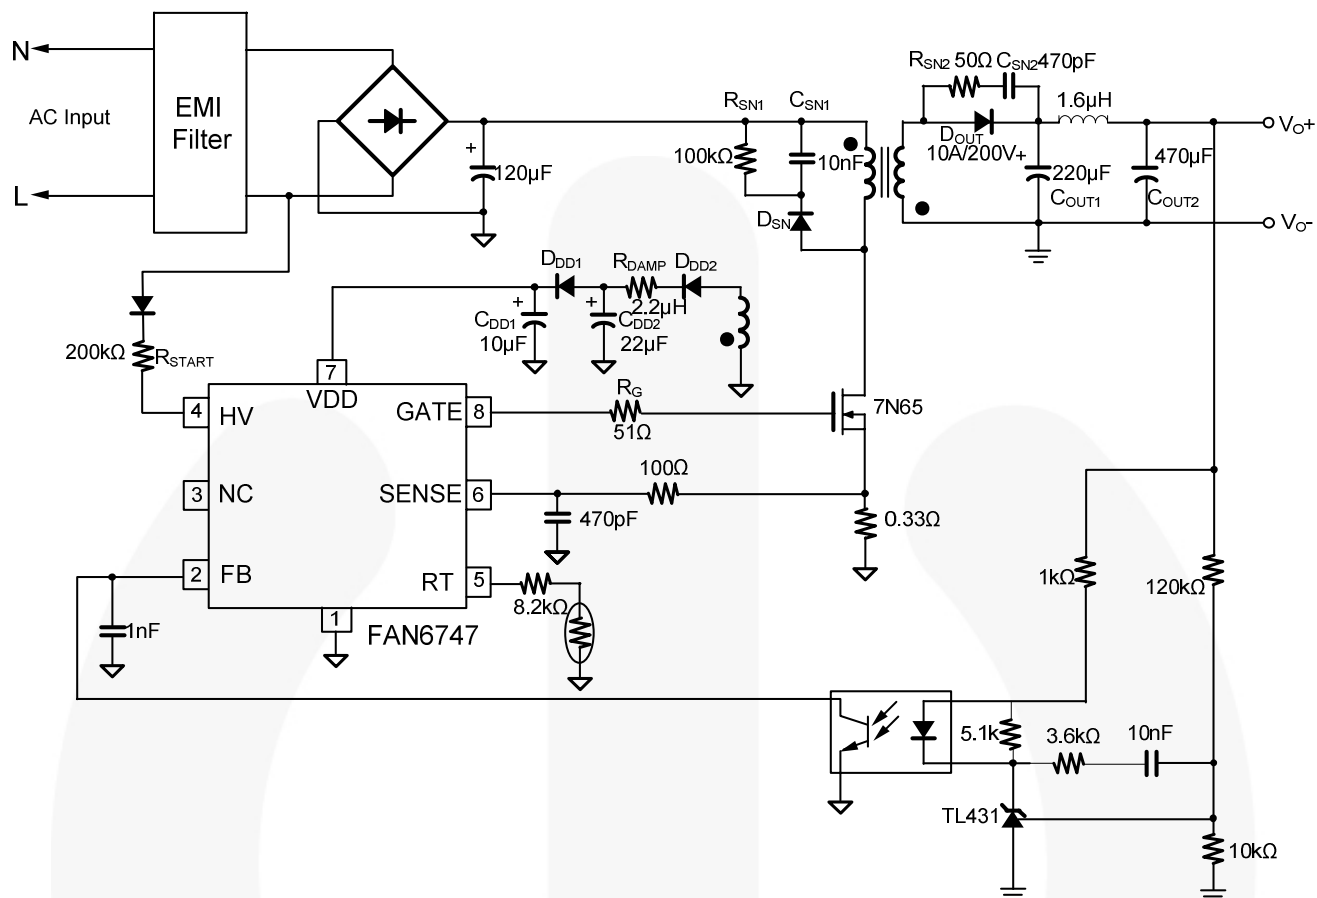 N
AC Input
L
EMI
Filter
120µF
+
RSN1
100kΩ
CSN1
10nF
DSN
RSN2 50Ω
CSN2 470pF
DOUT
10A/200V
1.6µH
+
220µF
COUT1
470µF
COUT2
VO+
VO-
DDD1
RDAMP
DDD2
2.2µH
+
CDD1
10µF
+
CDD2
22µF
200kΩ
RSTART
7
VDD
4
HV
GATE
8
RG
51Ω
7N65
3
NC
SENSE
6
100Ω
470pF
0.33Ω
2
FB
RT
5
8.2kΩ
1
FAN6747
1nF
1kΩ
120kΩ
5.1k
3.6kΩ
10nF
TL431
10kΩ